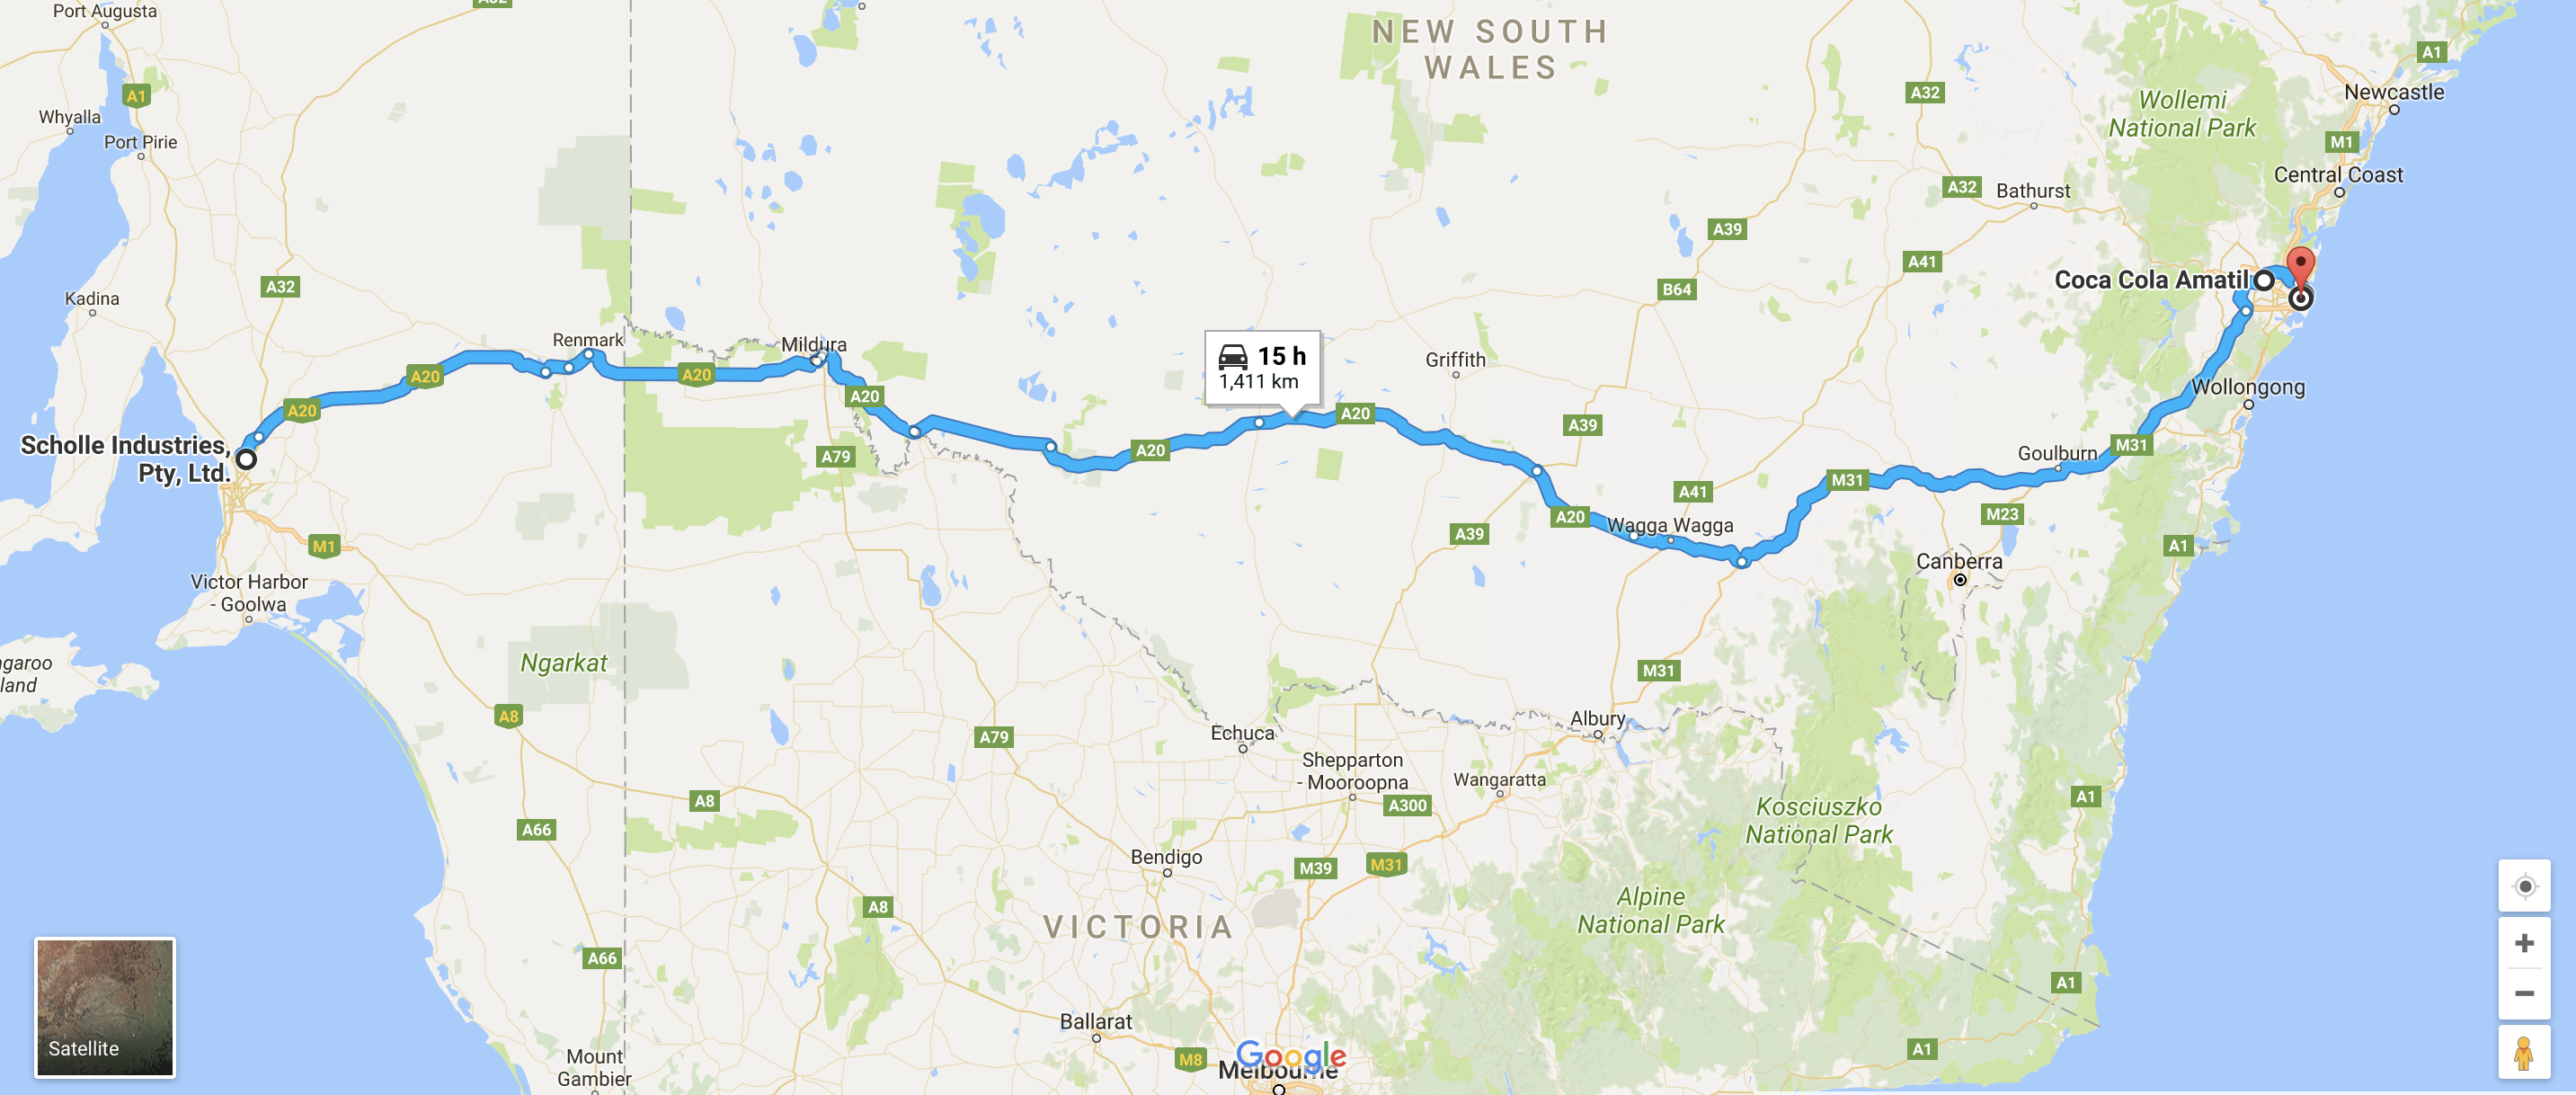 Port Augusta
A32
NEW SOUTH
WALES
A1
A1
Whyalla
Port Pirie
A32
Newcastle
Wollemi
National Park
M1
Central Coast
A32
Bathurst
A39
A41
Coca Cola Amatil
A32
Kadina
B64
Renmark
Mildura
15 h
1,411 km
Griffith
A20
A20
A20
A20
A20
Wollongong
A39
Scholle Industries,
Pty, Ltd.
A79
A20
M31
Goulburn
M31
A41
M23
A20
Wagga Wagga
A39
M1
A1
Canberra
Victor Harbor
- Goolwa
Ngarkat
M31
A8
Albury
Echuca
A79
Shepparton
- Mooroopna
Wangaratta
A8
A300
A1
Kosciuszko
National Park
A66
Bendigo
M39
M31
Alpine
National Park
A8
VICTORIA
A66
A1
Ballarat
Satellite
Mount
Gambier
M8
Google
Melbourne
A1